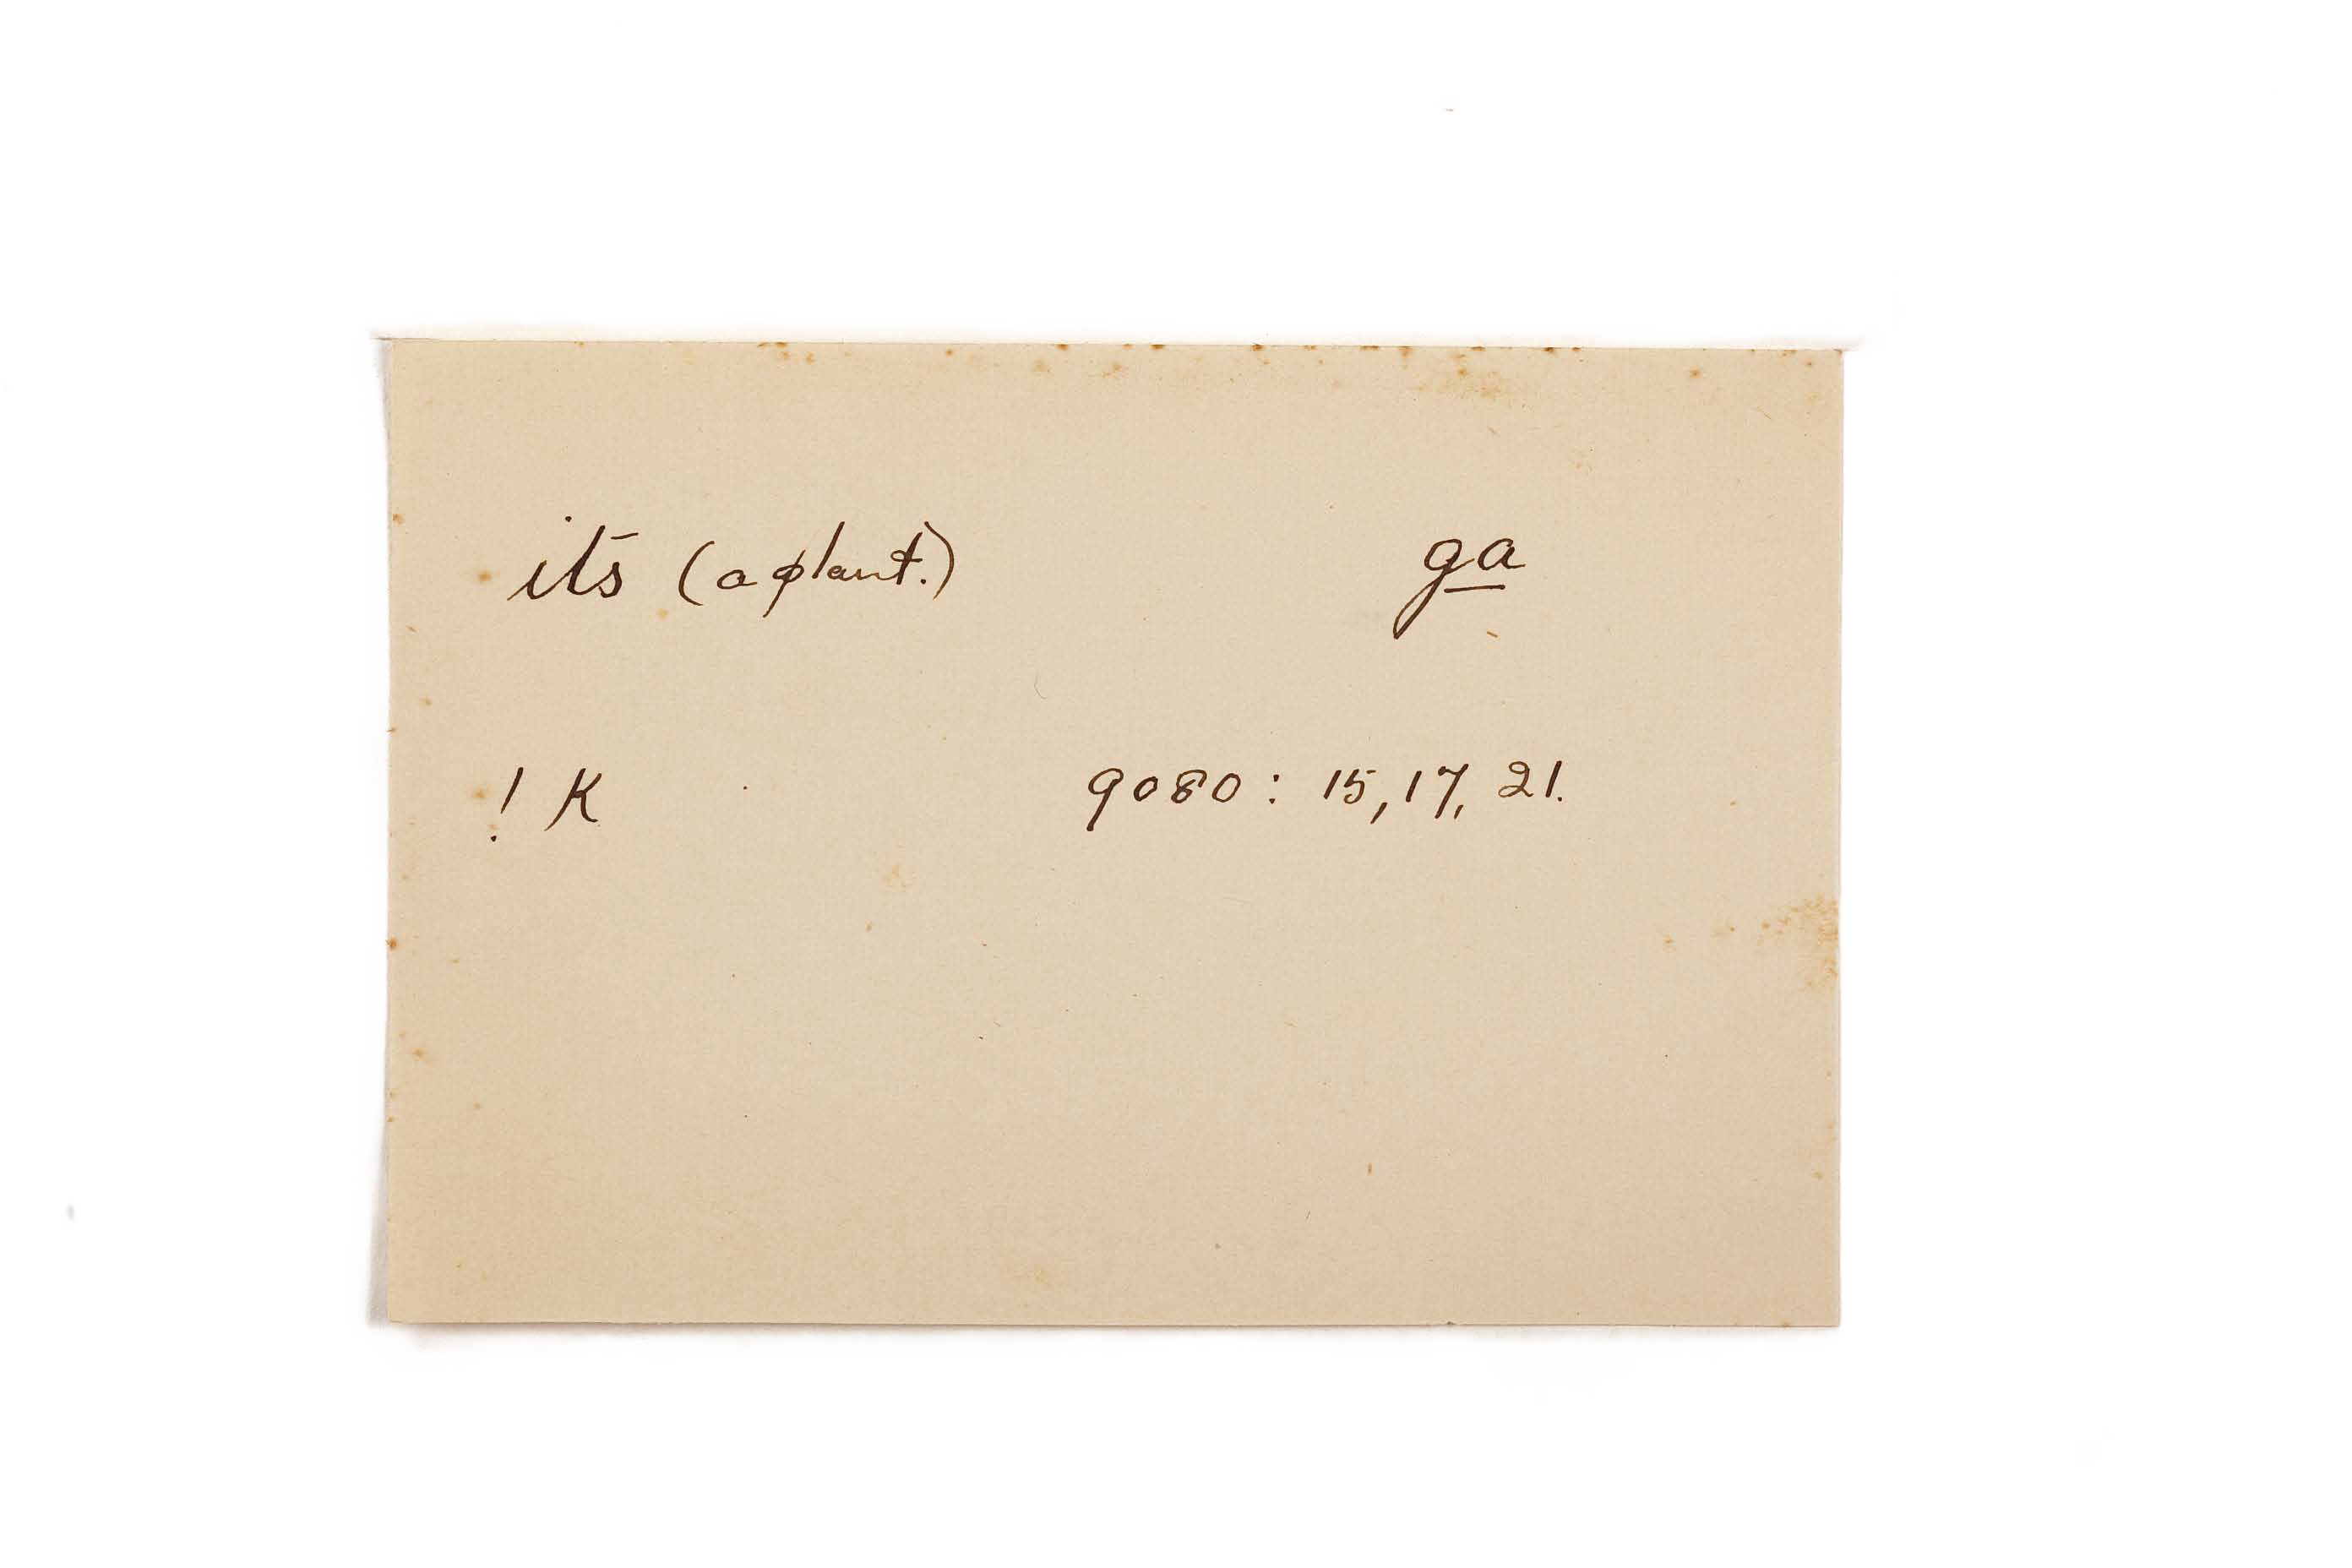 its (a plant.) ga
! K 9080 : 15, 17, 21.